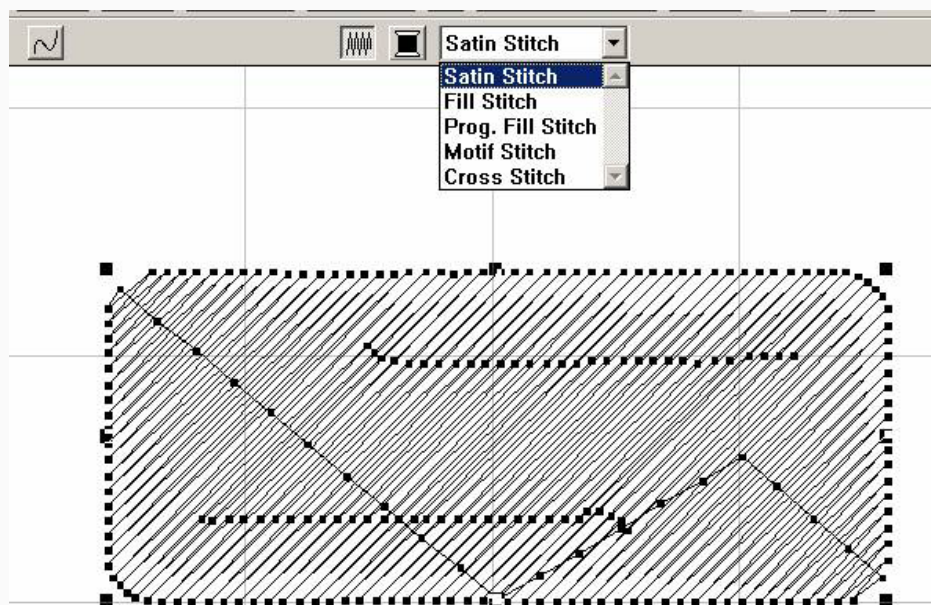 Satin Stitch
Satin Stitch
Fill Stitch
Prog. Fill Stitch
Motif Stitch
Cross Stitch